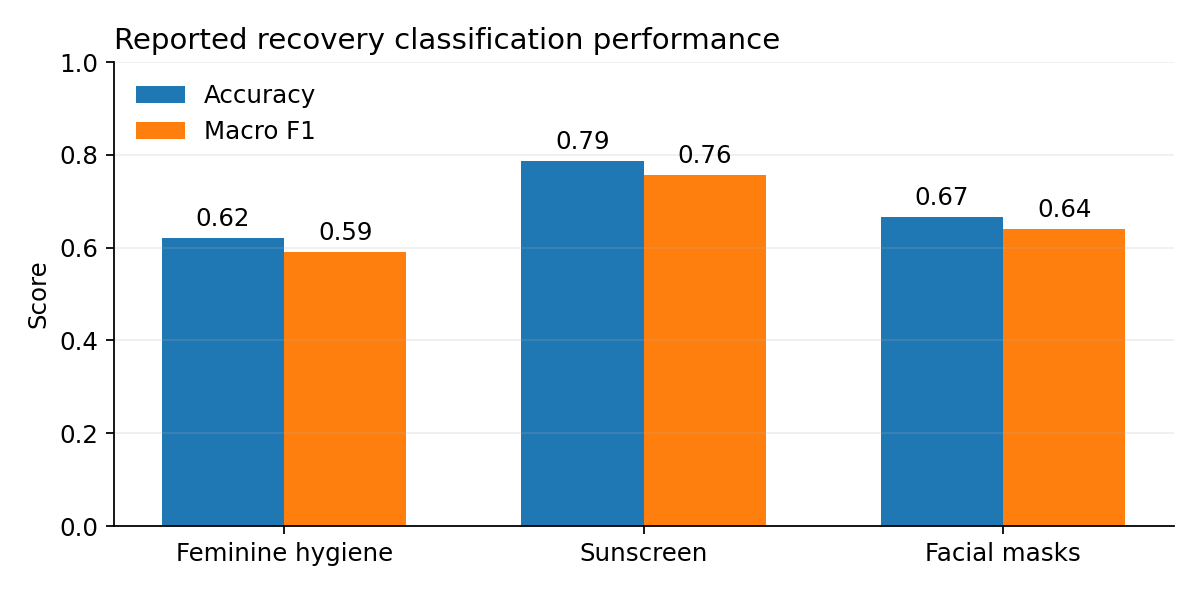 Reported recovery classification performance
Accuracy
Macro F1
Score
1.0
0.8
0.6
0.4
0.2
0.0
0.62
0.59
0.79
0.76
0.67
0.64
Feminine hygiene
Sunscreen
Facial masks